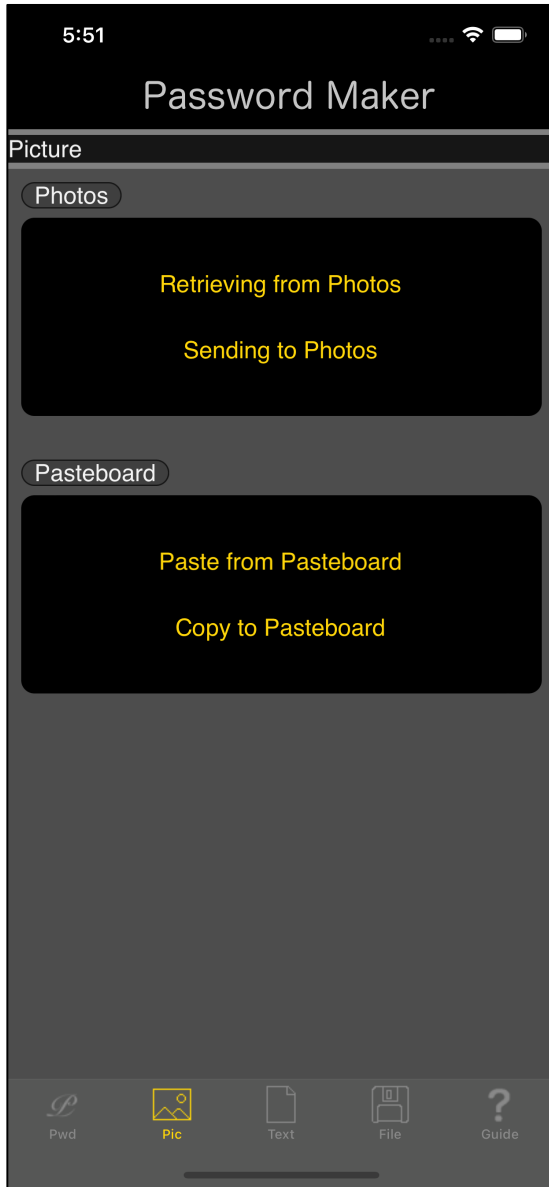 5:51
Password Maker
Picture
Photos
Retrieving from Photos
Sending to Photos
Pasteboard
Paste from Pasteboard
Copy to Pasteboard
Pwd Pic Text File Guide